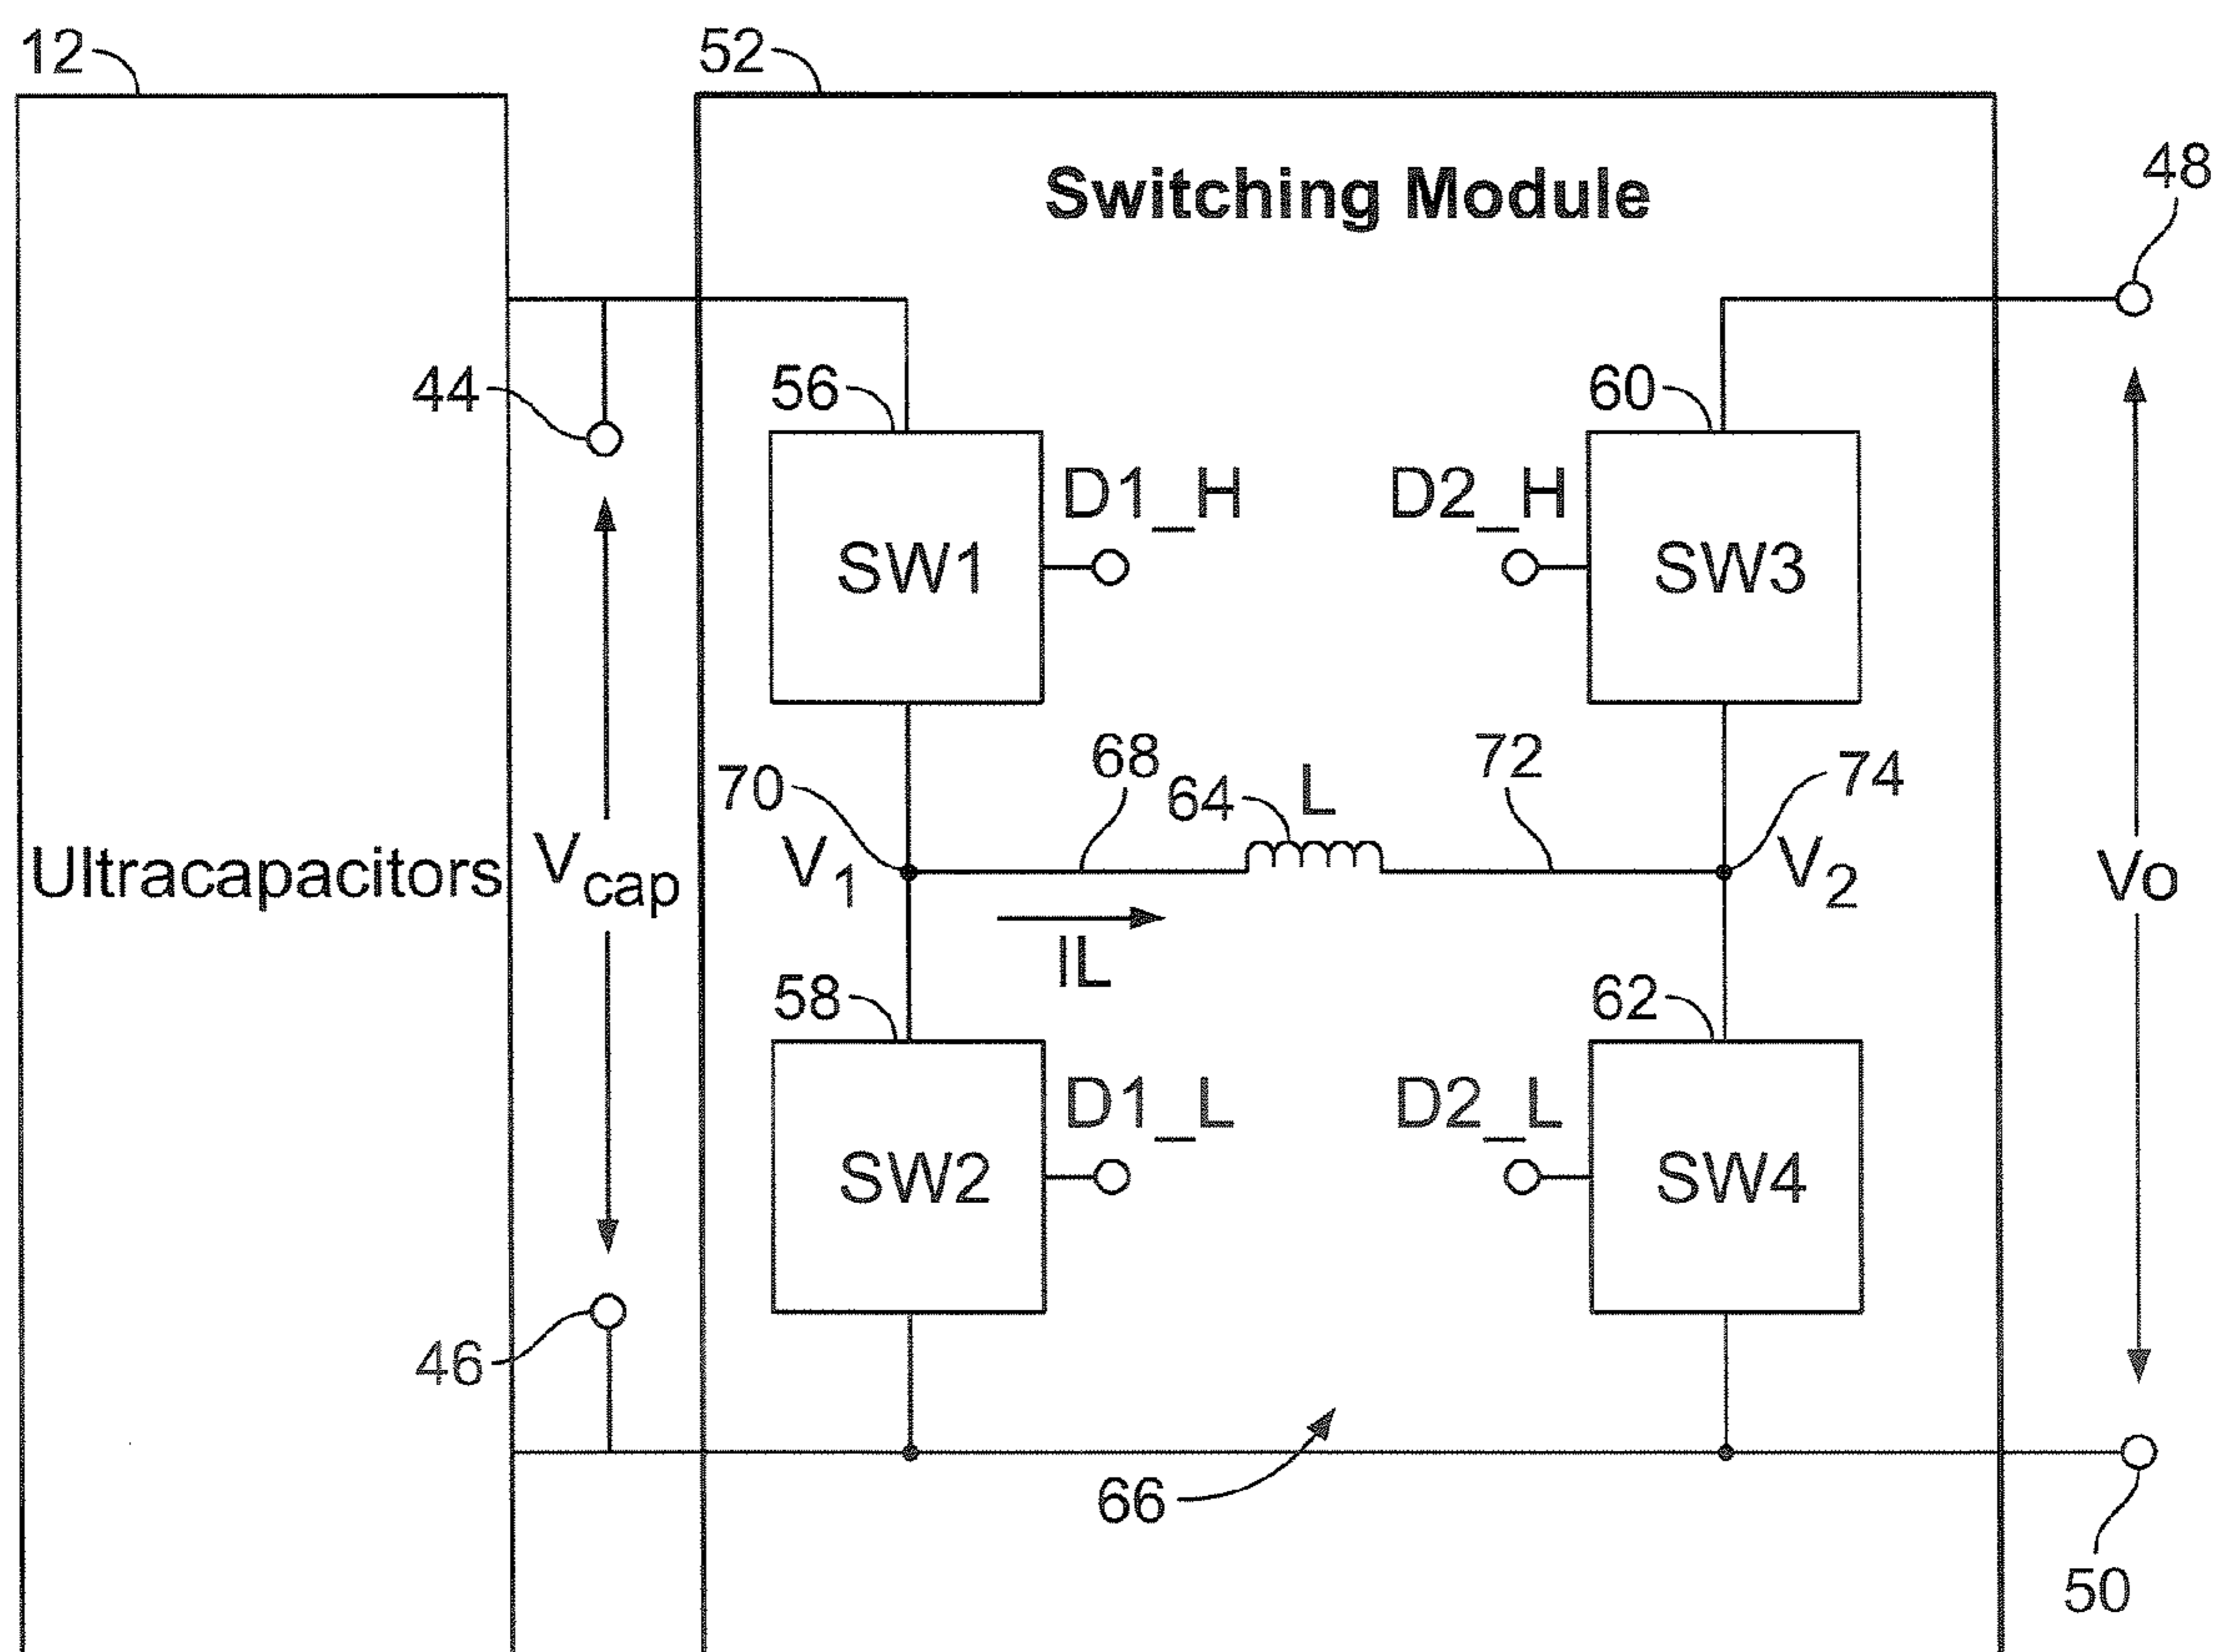 12
52
Switching Module
48
44
56
60
D1_H
D2_H
SW1
SW3
70
68
64
L
72
74
Ultracapacitors
Vcap
V1
V2
Vo
IL
58
62
D1_L
D2_L
SW2
SW4
46
66
50